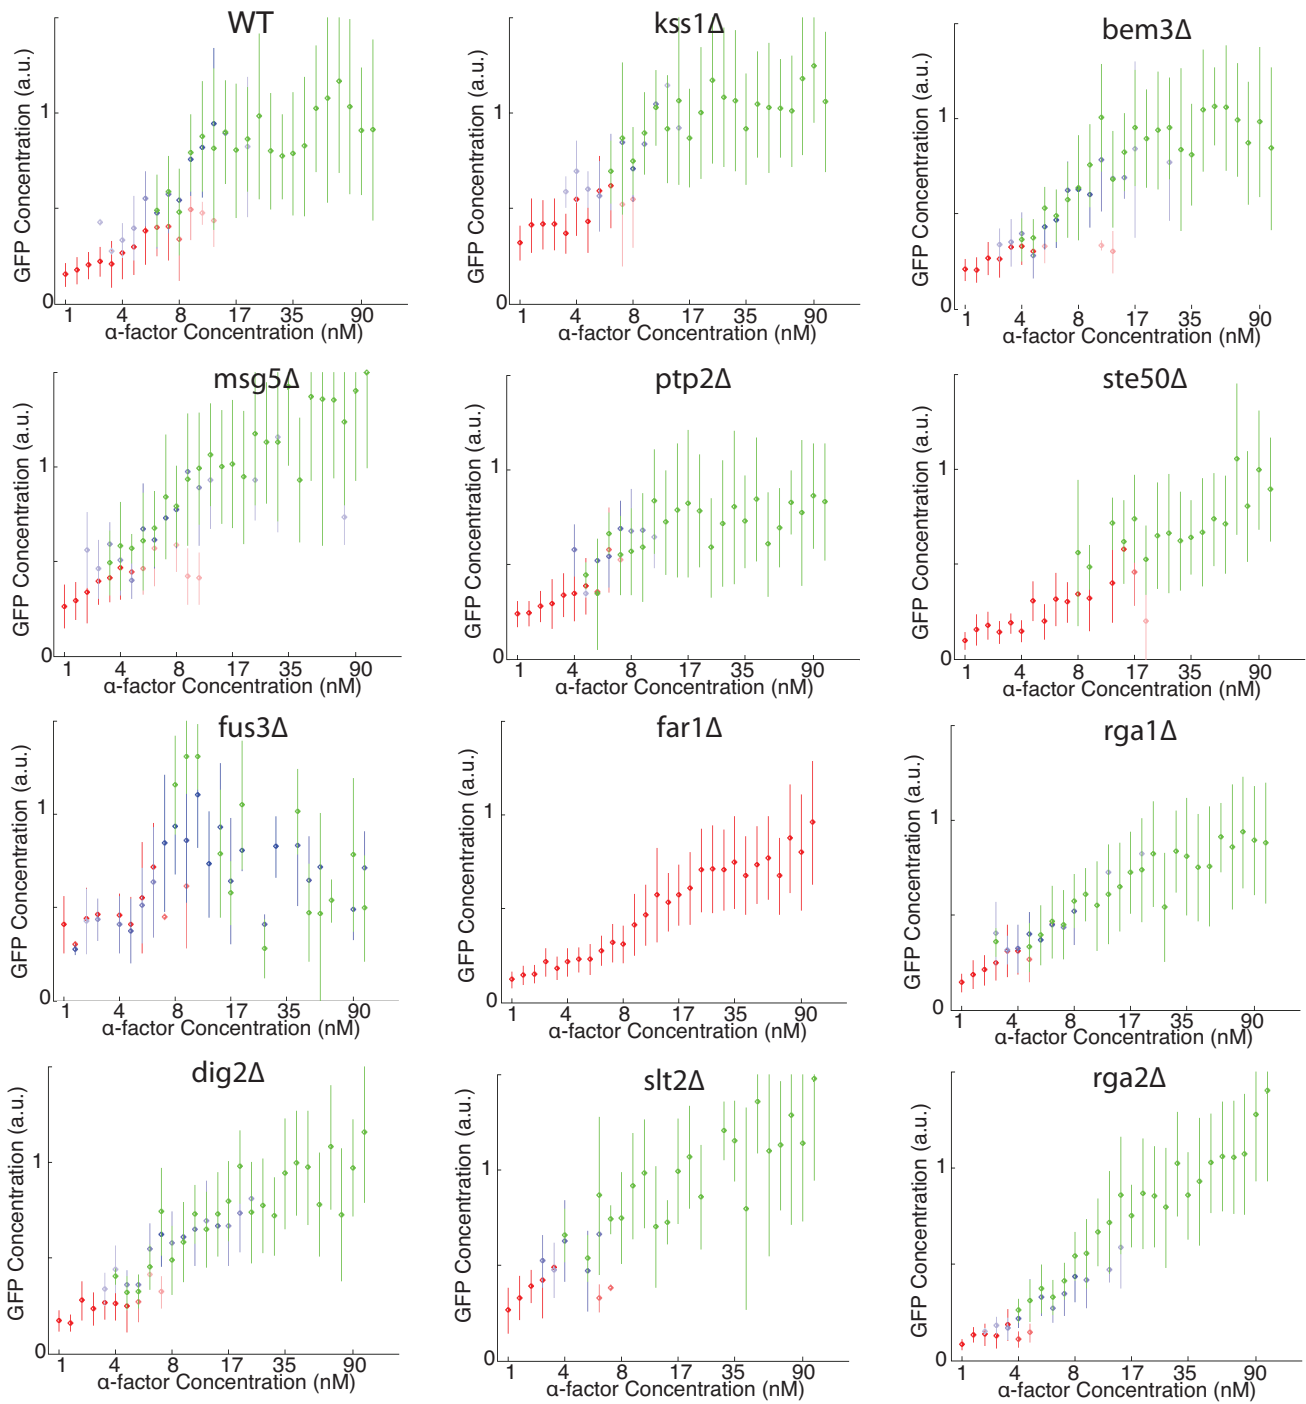 WT
GFP Concentration (a.u.)
1
0
1 4 8 17 35 90
α-factor Concentration (nM)
kss1Δ
GFP Concentration (a.u.)
1
0
1 4 8 17 35 90
α-factor Concentration (nM)
bem3Δ
GFP Concentration (a.u.)
1
0
1 4 8 17 35 90
α-factor Concentration (nM)
msg5Δ
GFP Concentration (a.u.)
1
0
1 4 8 17 35 90
α-factor Concentration (nM)
ptp2Δ
GFP Concentration (a.u.)
1
0
1 4 8 17 35 90
α-factor Concentration (nM)
ste50Δ
GFP Concentration (a.u.)
1
0
1 4 8 17 35 90
α-factor Concentration (nM)
fus3Δ
GFP Concentration (a.u.)
1
0
1 4 8 17 35 90
α-factor Concentration (nM)
far1Δ
GFP Concentration (a.u.)
1
0
1 4 8 17 35 90
α-factor Concentration (nM)
rga1Δ
GFP Concentration (a.u.)
1
0
1 4 8 17 35 90
α-factor Concentration (nM)
dig2Δ
GFP Concentration (a.u.)
1
0
1 4 8 17 35 90
α-factor Concentration (nM)
slt2Δ
GFP Concentration (a.u.)
1
0
1 4 8 17 35 90
α-factor Concentration (nM)
rga2Δ
GFP Concentration (a.u.)
1
0
1 4 8 17 35 90
α-factor Concentration (nM)